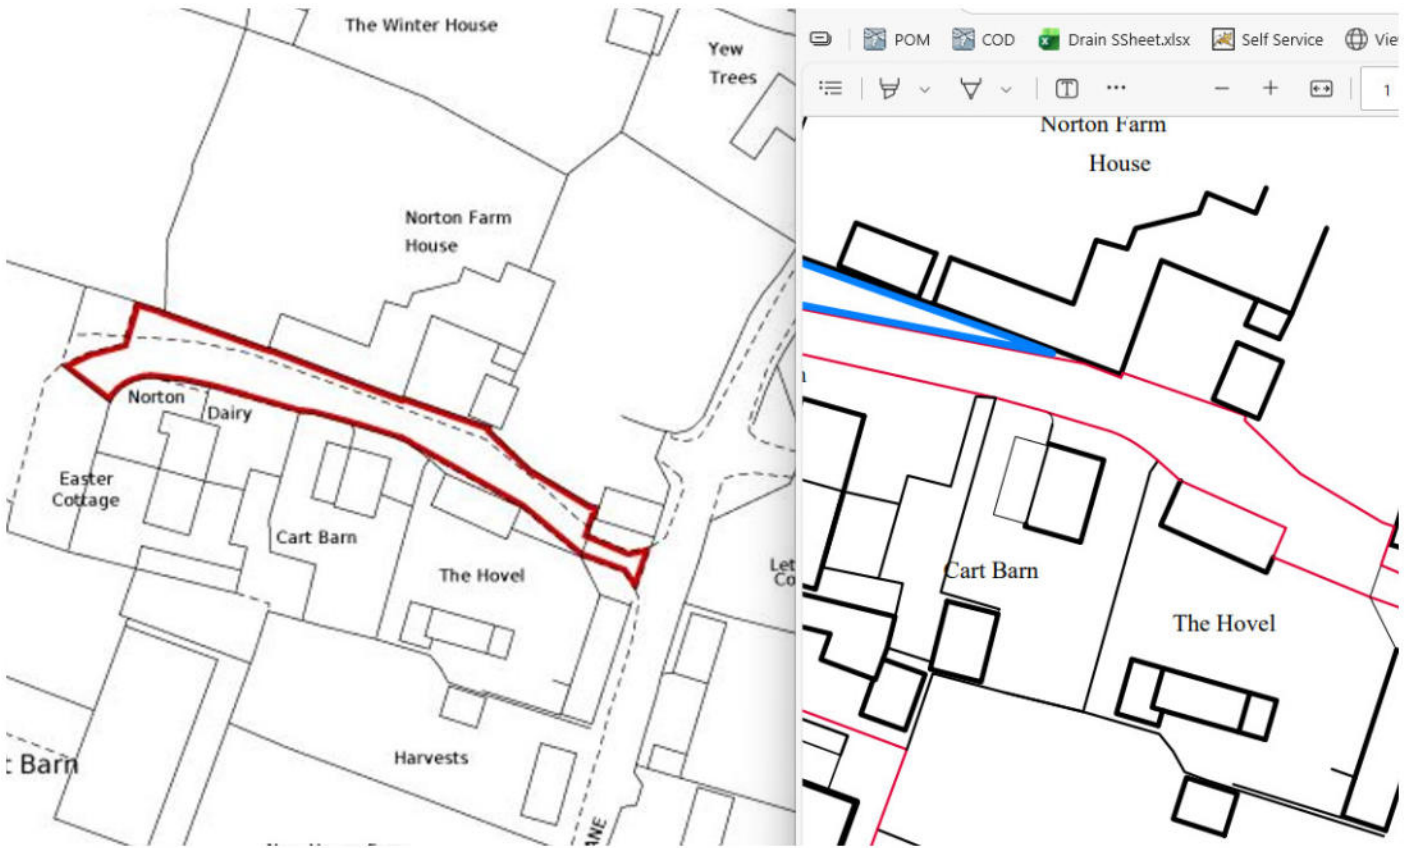 The Winter House
Yew
Trees
Norton Farm
House
Norton
Dairy
Easter
Cottage
Cart Barn
The Hovel
Harvests
Barn
POM
COD
Drain SSheet.xlsx
Self Service
1
Norton Farm
House
Cart Barn
The Hovel